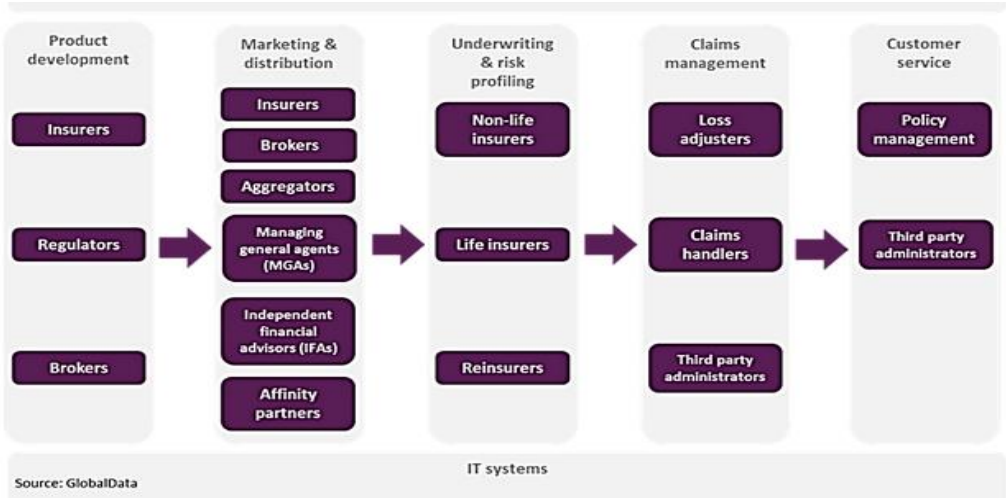 Product
development
Insurers
Regulators
Brokers
Marketing &
distribution
Insurers
Brokers
Aggregators
Managing
general agents
(MGAs)
Independent
financial
advisors (IFAs)
Affinity
partners
Underwriting
& risk
profiling
Non-life
insurers
Life insurers
Reinsurers
Claims
management
Loss
adjusters
Claims
handlers
Third party
administrators
Customer
service
Policy
management
Third party
administrators
IT systems
Source: GlobalData